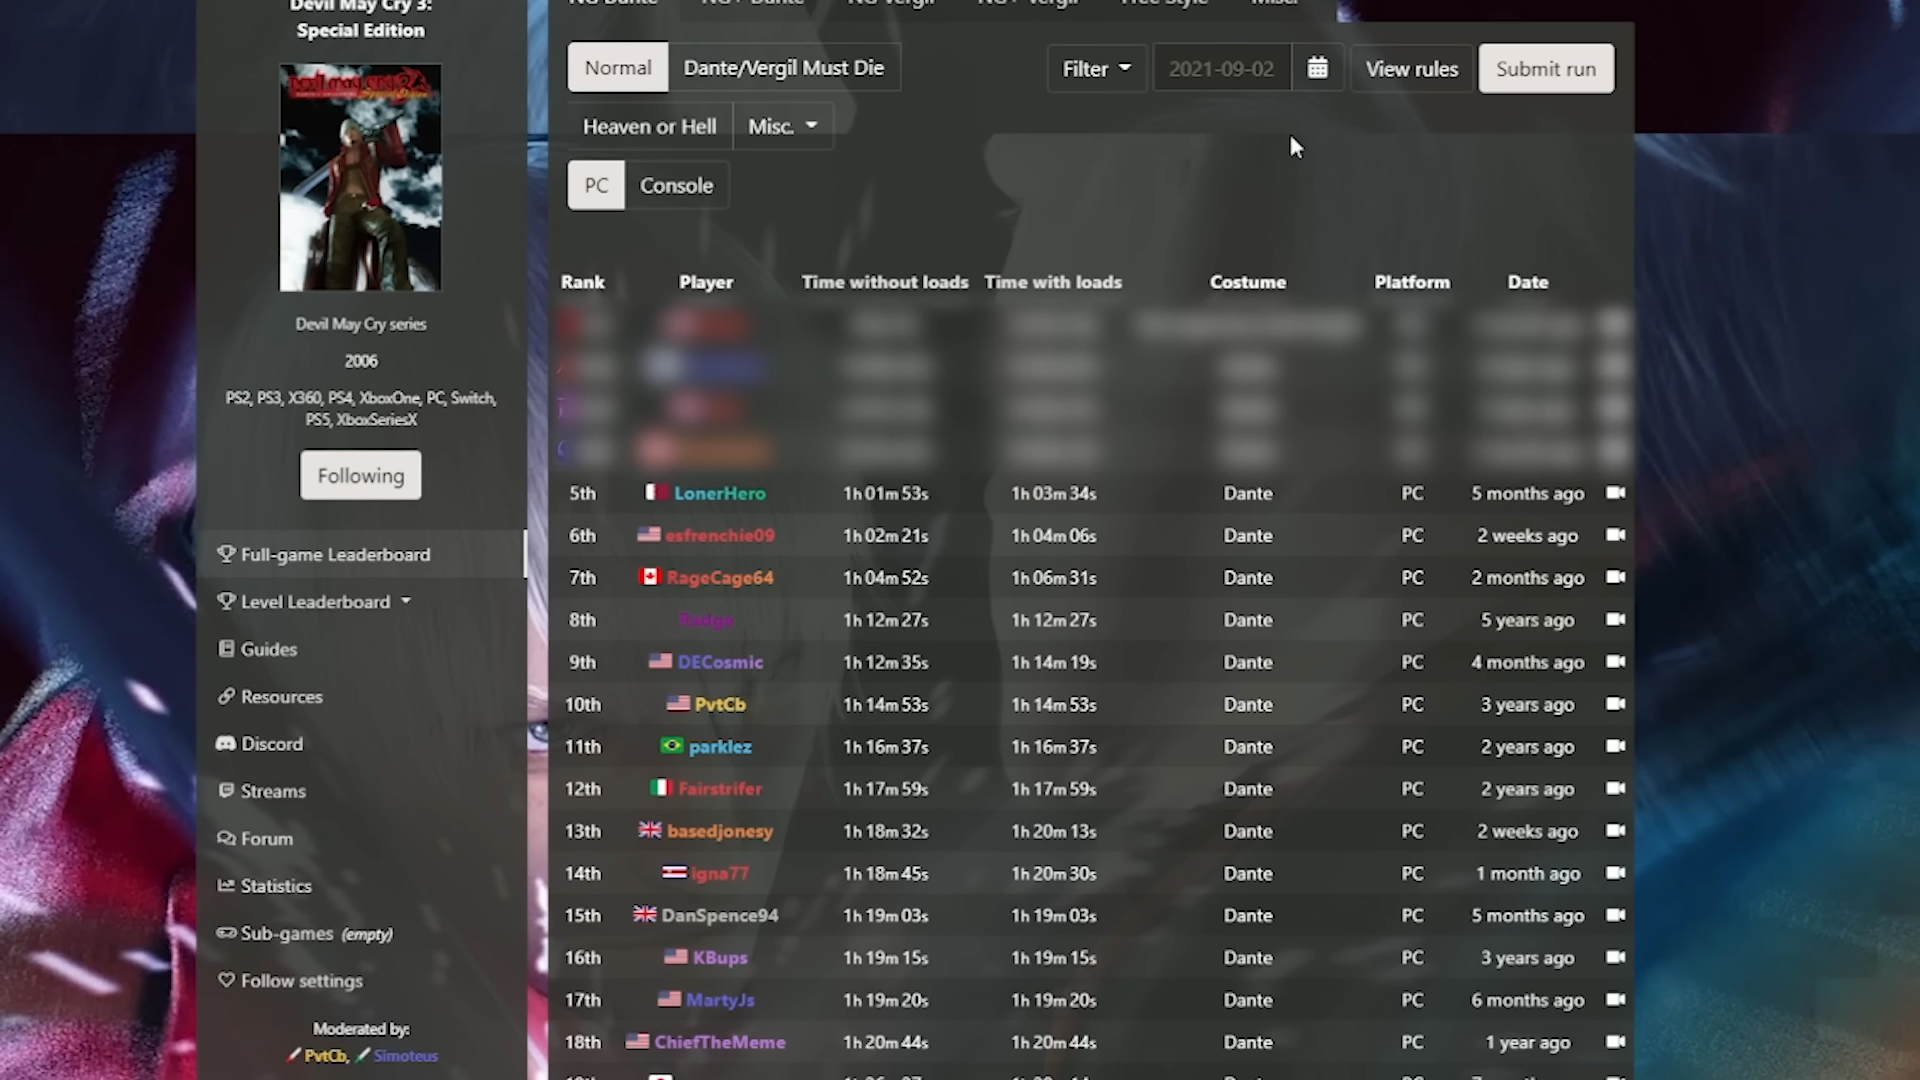 Devil May Cry 3:
Special Edition
Devil May Cry series
2006
PS2, PS3, X360, PS4, XboxOne, PC, Switch,
PS5, XboxSeriesX
Following
Full-game Leaderboard
Level Leaderboard
Guides
Resources
Discord
Streams
Forum
Statistics
Sub-games (empty)
Follow settings
Moderated by:
PvtCb, Simoteus
Normal Dante/Vergil Must Die Filter 2021-09-02 View rules Submit run
Heaven or Hell Misc.
PC Console
Rank Player Time without loads Time with loads Costume Platform Date
5th LonerHero 1h 01m 53s 1h 03m 34s Dante PC 5 months ago
6th esfrenchie09 1h 02m 21s 1h 04m 06s Dante PC 2 weeks ago
7th RageCage64 1h 04m 52s 1h 06m 31s Dante PC 2 months ago
8th 1h 12m 27s 1h 12m 27s Dante PC 5 years ago
9th DECosmic 1h 12m 35s 1h 14m 19s Dante PC 4 months ago
10th PvtCb 1h 14m 53s 1h 14m 53s Dante PC 3 years ago
11th parklez 1h 16m 37s 1h 16m 37s Dante PC 2 years ago
12th Fairstrifer 1h 17m 59s 1h 17m 59s Dante PC 2 years ago
13th basedjonesy 1h 18m 32s 1h 20m 13s Dante PC 2 weeks ago
14th igna77 1h 18m 45s 1h 20m 30s Dante PC 1 month ago
15th DanSpence94 1h 19m 03s 1h 19m 03s Dante PC 5 months ago
16th KBups 1h 19m 15s 1h 19m 15s Dante PC 3 years ago
17th MartyJs 1h 19m 20s 1h 19m 20s Dante PC 6 months ago
18th ChiefTheMeme 1h 20m 44s 1h 20m 44s Dante PC 1 year ago